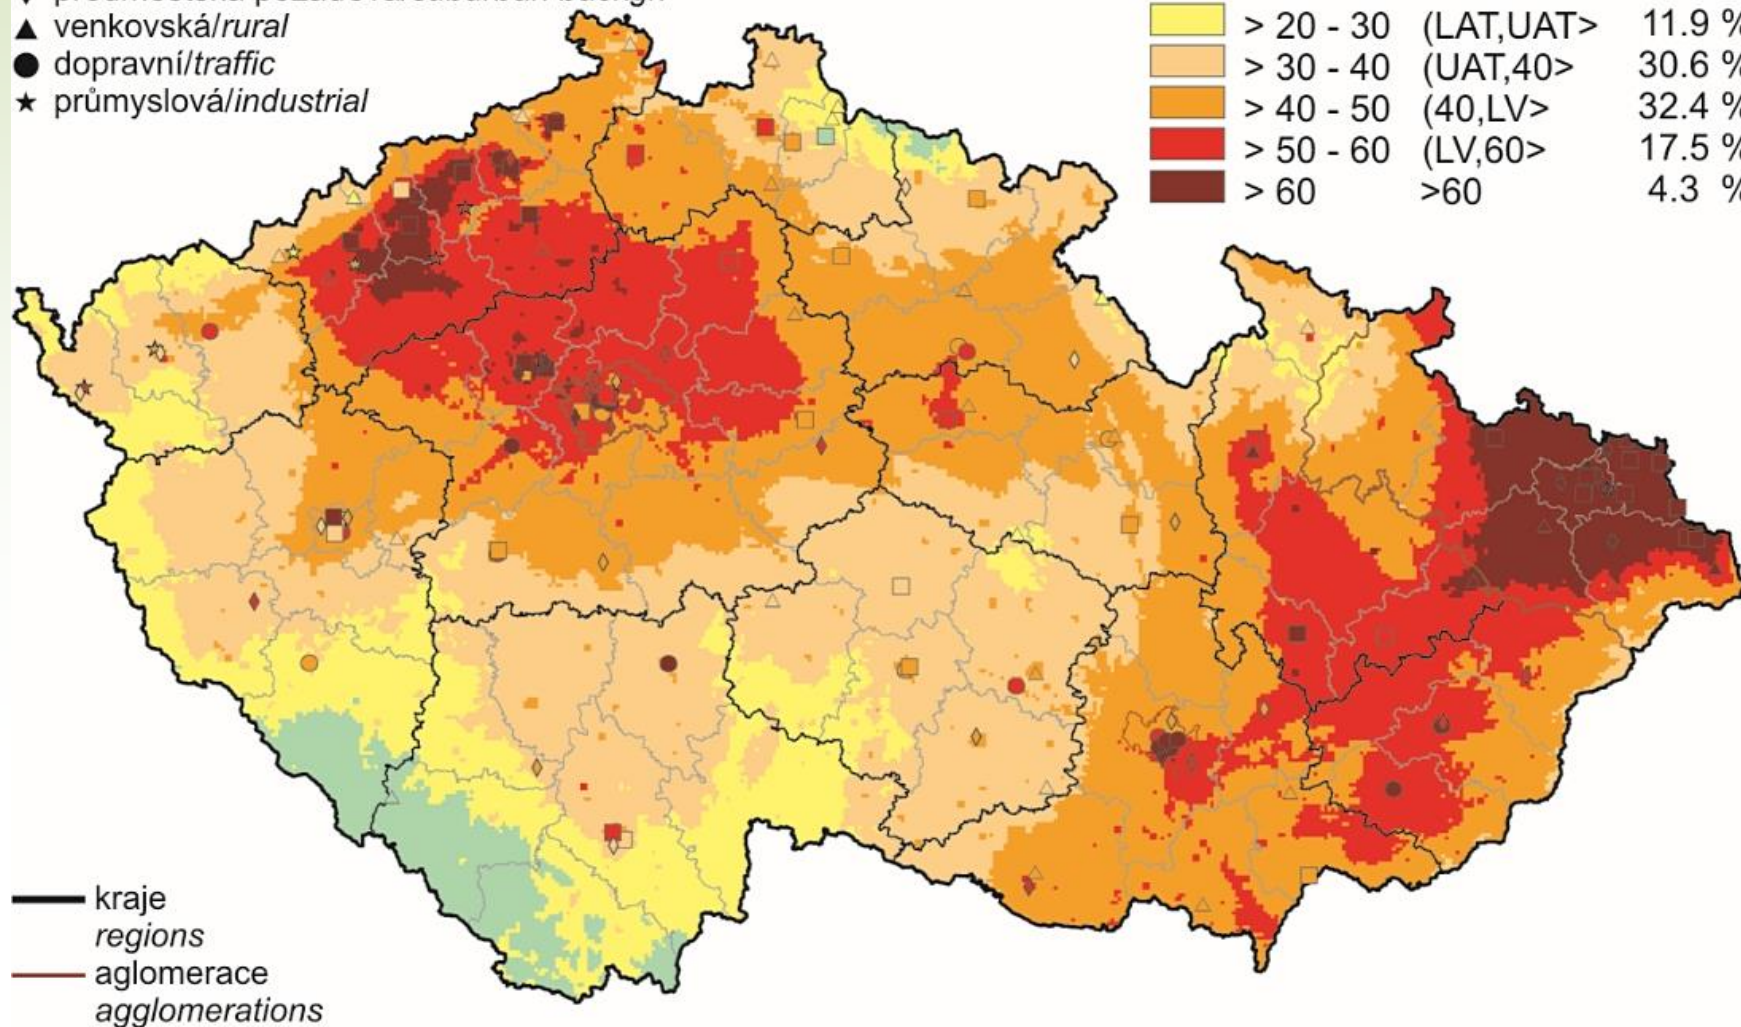 venkovská/rural
dopravní/traffic
průmyslová/industrial
> 20 - 30 (LAT,UAT> 11.9 %
> 30 - 40 (UAT,40> 30.6 %
> 40 - 50 (40,LV> 32.4 %
> 50 - 60 (LV,60> 17.5 %
> 60 >60 4.3 %
kraje
regions
aglomerace
agglomerations